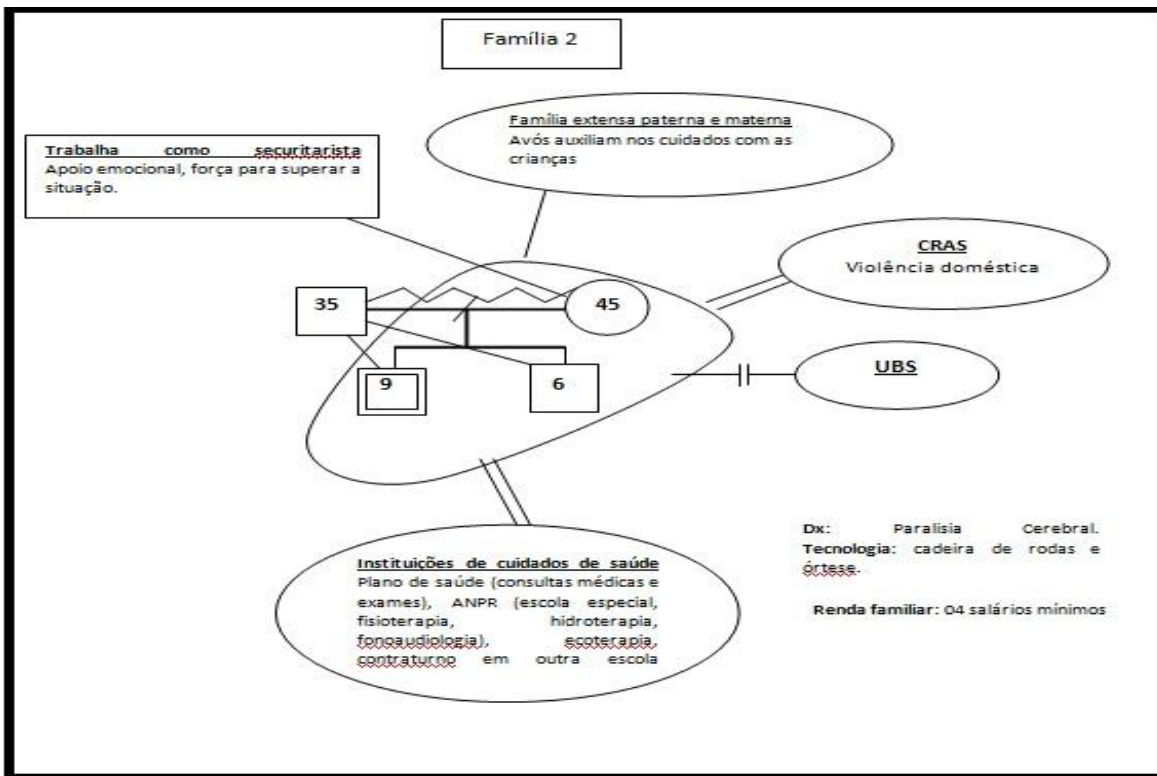 Família 2
Família extensa paterna e materna
Avós auxiliam nos cuidados com as
crianças
Trabalha como securitarista
Apoio emocional, força para superar a
situação.
CRAS
Violência doméstica
35
45
UBS
9
6
Dx: Paralisia Cerebral.
Tecnologia: cadeira de rodas e
órtese.
Renda familiar: 04 salários mínimos
Instituições de cuidados de saúde
Plano de saúde (consultas médicas e
exames), ANPR (escola especial,
fisioterapia, hidroterapia,
fonoaudiologia), ecoterapia,
contraturno em outra escola